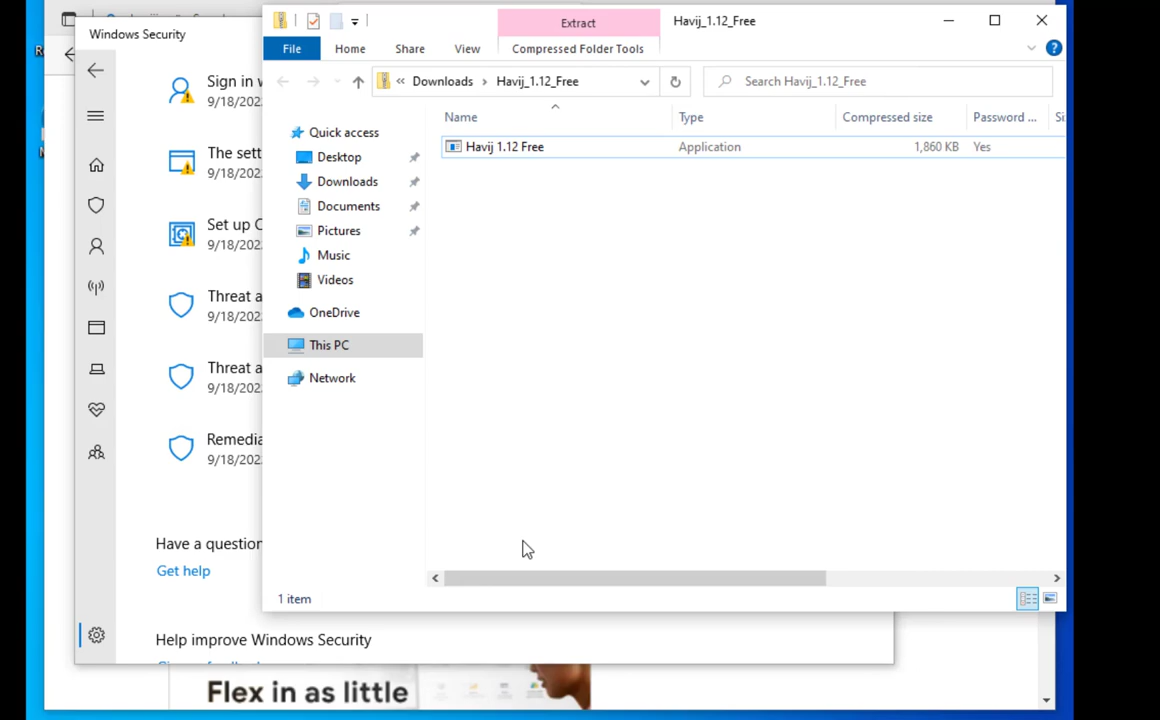 Windows Security
Extract
Havij_1.12_Free
File
Home
Share
View
Compressed Folder Tools
« Downloads › Havij_1.12_Free
Search Havij_1.12_Free
Sign in
9/18/202
The sett
9/18/202
Set up
9/18/202
Threat a
9/18/202
Threat a
9/18/202
Remedia
9/18/202
Have a question
Get help
Help improve Windows Security
Quick access
Desktop
Downloads
Documents
Pictures
Music
Videos
OneDrive
This PC
Network
Name
Type
Compressed size
Password ...
Havij 1.12 Free
Application
1,860 KB
Yes
1 item
Flex in as little